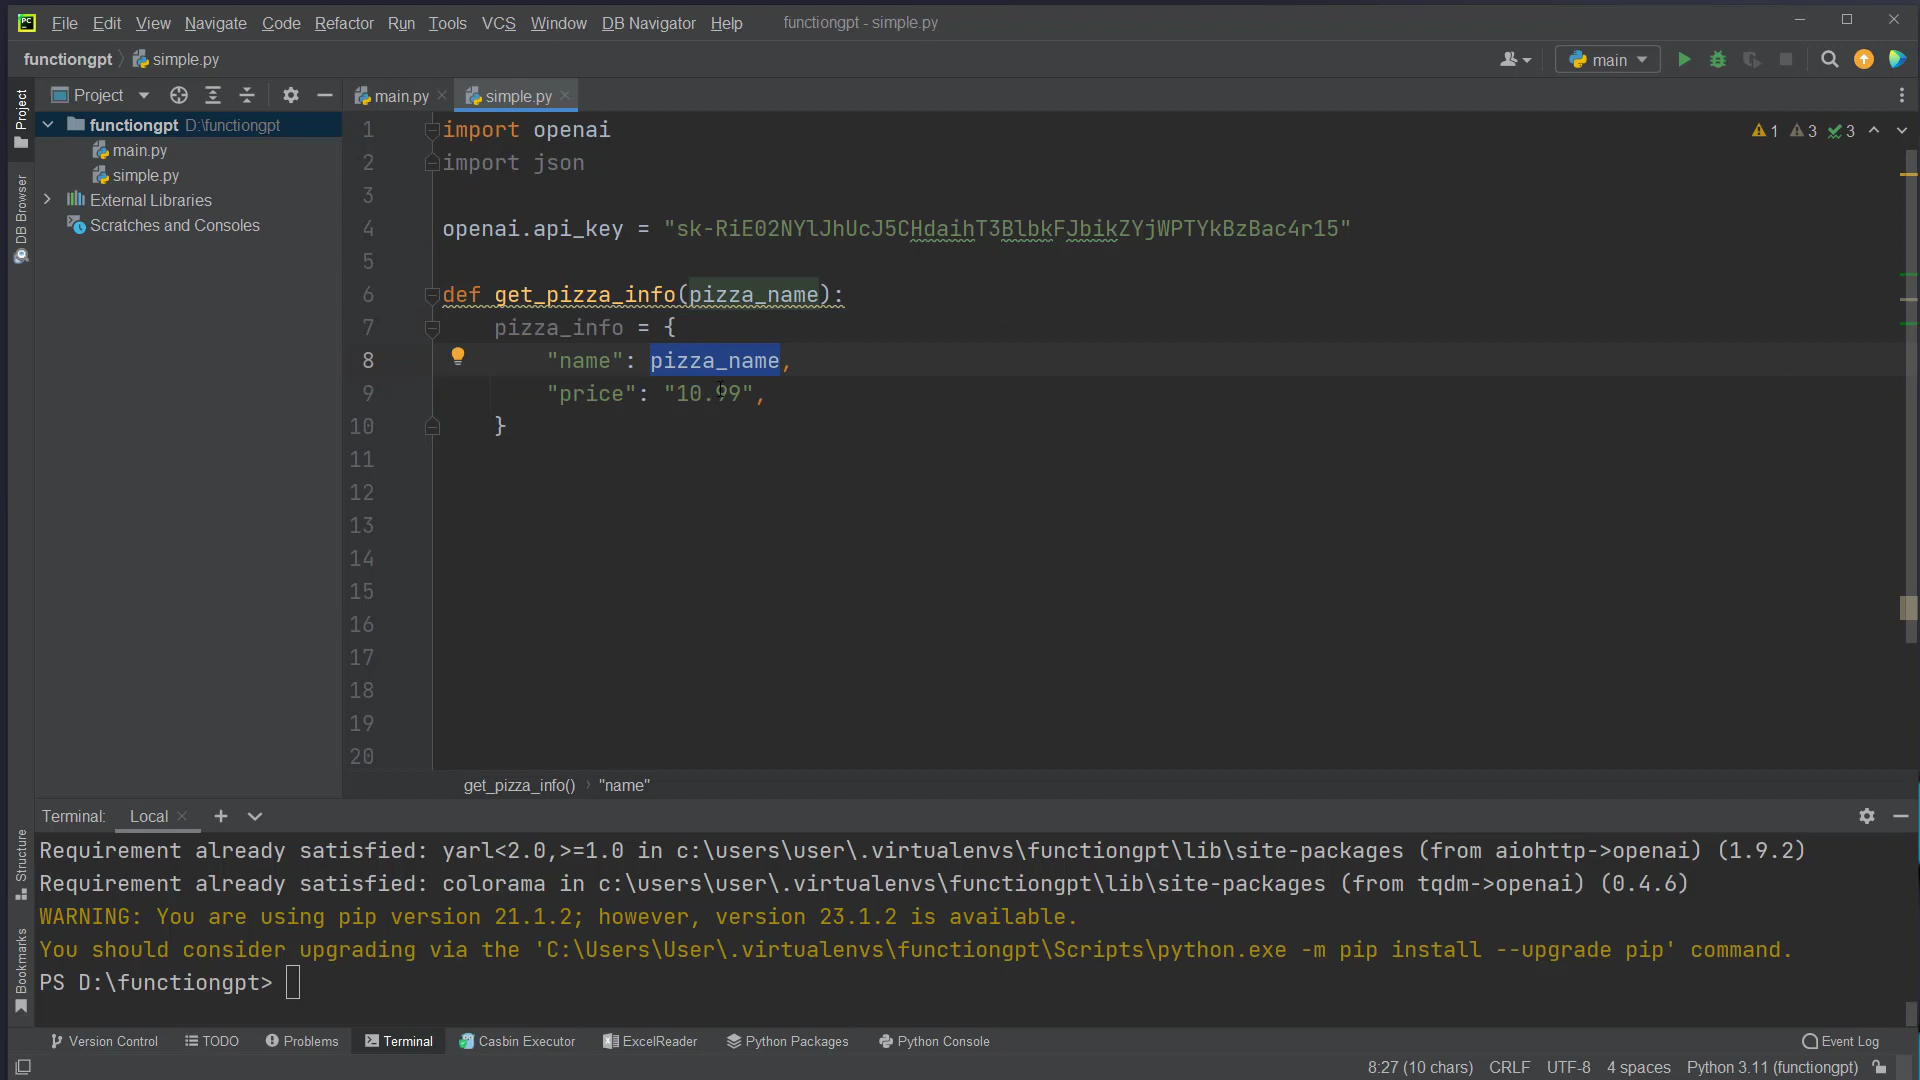 File Edit View Navigate Code Refactor Run Tools VCS Window DB Navigator Help functiongpt - simple.py
functiongpt simple.py main
Project main.py simple.py
functiongpt D:\functiongpt
main.py
simple.py
External Libraries
Scratches and Consoles
Project
DB Browser
Structure
Bookmarks
1 import openai
2 import json
3
4 openai.api_key = "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"
5
6 def get_pizza_info(pizza_name):
7 pizza_info = {
8 "name": pizza_name,
9 "price": "10.99",
10 }
11
12
13
14
15
16
17
18
19
20
1 3 3
get_pizza_info() "name"
Terminal: Local
Requirement already satisfied: yarl<2.0,>=1.0 in c:\users\user\.virtualenvs\functiongpt\lib\site-packages (from aiohttp->openai) (1.9.2)
Requirement already satisfied: colorama in c:\users\user\.virtualenvs\functiongpt\lib\site-packages (from tqdm->openai) (0.4.6)
WARNING: You are using pip version 21.1.2; however, version 23.1.2 is available.
You should consider upgrading via the 'C:\Users\User\.virtualenvs\functiongpt\Scripts\python.exe -m pip install --upgrade pip' command.
PS D:\functiongpt>
Version Control TODO Problems Terminal Casbin Executor ExcelReader Python Packages Python Console Event Log
8:27 (10 chars) CRLF UTF-8 4 spaces Python 3.11 (functiongpt)